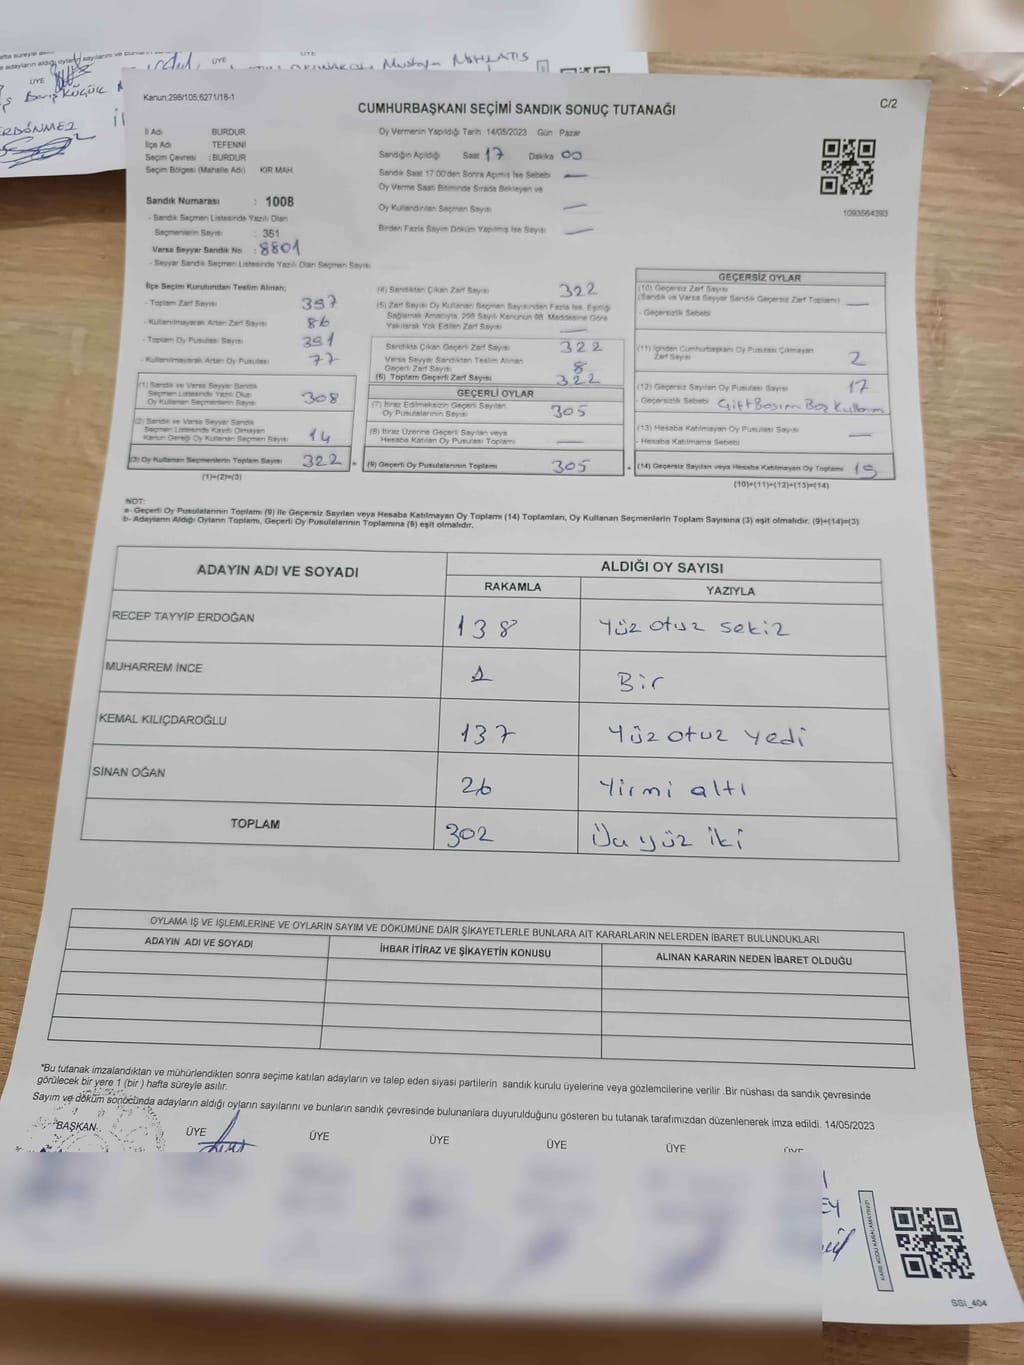 afta süreyle asılır.
ÜYE
ÜYE
ÜYE
Mustafa
ERDÖNMEZ
Kanun;298/105;6271/18-1
CUMHURBAŞKANI SEÇİMİ SANDIK SONUÇ TUTANAĞI
C/2
İl Adı BURDUR
İlçe Adı TEFENNİ
Seçim Çevresi : BURDUR
Seçim Bölgesi (Mahalle Adı) KIR MAH.
Sandık Numarası : 1008
- Sandık Seçmen Listesinde Yazılı Olan
Seçmenlerin Sayısı : 361
Varsa Seyyar Sandık No : 8801
- Seyyar Sandık Seçmen Listesinde Yazılı Olan Seçmen Sayısı
Oy Vermenin Yapıldığı Tarih 14/05/2023 Gün Pazar
Sandığın Açıldığı Saat 17 Dakika 00
Sandık Saat 17:00'den Sonra Açımış İse Sebebi —
Oy Verme Saati Bitiminde Sırada Bekleyen ve
Oy Kullandırılan Seçmen Sayısı —
Birden Fazla Sayım Döküm Yapılmış İse Sayısı —
1093564393
İlçe Seçim Kurulundan Teslim Alınan;
- Toplam Zarf Sayısı 397
- Kullanılmayarak Artan Zarf Sayısı 86
- Toplam Oy Pusulası Sayısı 391
- Kullanılmayarak Artan Oy Pusulası 77
(1) Sandık ve Varsa Seyyar Sandık
Seçmen Listesinde Yazılı Olup
Oy Kullanan Seçmenlerin Sayısı 308
(2) Sandık ve Varsa Seyyar Sandık
Seçmen Listesinde Kayıtlı Olmayan
Kanun Gereği Oy Kullanan Seçmen Sayısı 14
(3) Oy Kullanan Seçmenlerin Toplam Sayısı 322
(1)+(2)=(3)
(4) Sandıktan Çıkan Zarf Sayısı 322
(5) Zarf Sayısı Oy Kullanan Seçmen Sayısından Fazla İse, Eşitliği
Sağlamak Amacıyla, 298 Sayılı Kanunun 98. Maddesine Göre
Yakılarak Yok Edilen Zarf Sayısı —
Sandıkta Çıkan Geçerli Zarf Sayısı 322
Varsa Seyyar Sandıktan Teslim Alınan
Geçerli Zarf Sayısı 8
(6) Toplam Geçerli Zarf Sayısı 322
GEÇERLİ OYLAR
(7) İtiraz Edilmeksizin Geçerli Sayılan
Oy Pusulalarının Sayısı 305
(8) İtiraz Üzerine Geçerli Sayılan veya
Hesaba Katılan Oy Pusulası Toplamı —
(9) Geçerli Oy Pusulalarının Toplamı 305
GEÇERSİZ OYLAR
(10) Geçersiz Zarf Sayısı
(Sandık ve Varsa Seyyar Sandık Geçersiz Zarf Toplamı) —
- Geçersizlik Sebebi
(11) İçinden Cumhurbaşkanı Oy Pusulası Çıkmayan
Zarf Sayısı 2
(12) Geçersiz Sayılan Oy Pusulası Sayısı 17
- Geçersizlik Sebebi Çift Basım Boş Kullanım
(13) Hesaba Katılmayan Oy Pusulası Sayısı —
- Hesaba Katılmama Sebebi
(14) Geçersiz Sayılan veya Hesaba Katılmayan Oy Toplamı 19
(10)+(11)+(12)+(13)=(14)
NOT:
a- Geçerli Oy Pusulalarının Toplamı (9) ile Geçersiz Sayılan veya Hesaba Katılmayan Oy Toplamı (14) Toplamları, Oy Kullanan Seçmenlerin Toplam Sayısına (3) eşit olmalıdır. (9)+(14)=(3)
b- Adayların Aldığı Oyların Toplamı, Geçerli Oy Pusulalarının Toplamına (9) eşit olmalıdır.
ADAYIN ADI VE SOYADI
ALDIĞI OY SAYISI
RAKAMLA YAZIYLA
RECEP TAYYİP ERDOĞAN 138 Yüz otuz sekiz
MUHARREM İNCE 1 Bir
KEMAL KILIÇDAROĞLU 137 Yüz otuz yedi
SİNAN OĞAN 26 Yirmi altı
TOPLAM 302 Üç yüz iki
OYLAMA İŞ VE İŞLEMLERİNE VE OYLARIN SAYIM VE DÖKÜMÜNE DAİR ŞİKAYETLERLE BUNLARA AİT KARARLARIN NELERDEN İBARET BULUNDUKLARI
ADAYIN ADI VE SOYADI İHBAR İTİRAZ VE ŞİKAYETİN KONUSU ALINAN KARARIN NEDEN İBARET OLDUĞU
*Bu tutanak imzalandıktan ve mühürlendikten sonra seçime katılan adayların ve talep eden siyasi partilerin sandık kurulu üyelerine veya gözlemcilerine verilir .Bir nüshası da sandık çevresinde
görülecek bir yere 1 (bir ) hafta süreyle asılır.
Sayım ve döküm sonucunda adayların aldığı oyların sayılarını ve bunların sandık çevresinde bulunanlara duyurulduğunu gösteren bu tutanak tarafımızdan düzenlenerek imza edildi. 14/05/2023
BAŞKAN ÜYE ÜYE ÜYE ÜYE ÜYE ÜYE
KARE KODU KARALAMAYINIZ!
SSI_404